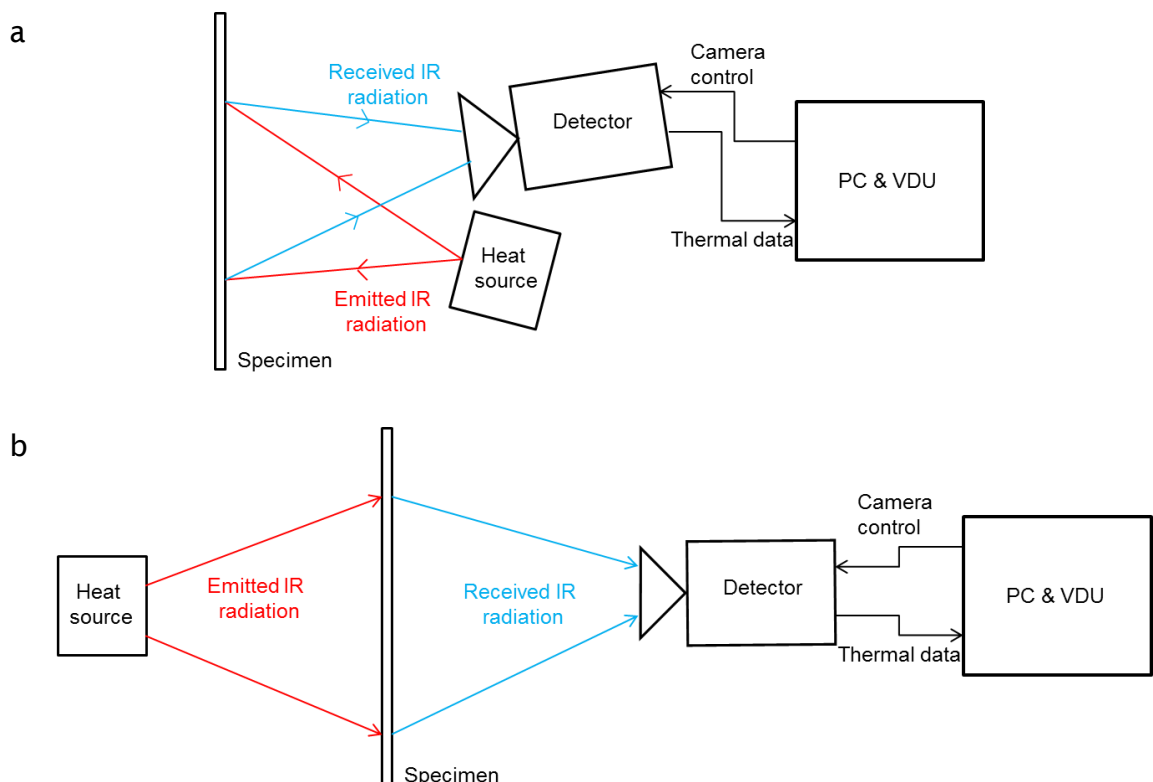 a
Camera
control
Received IR
radiation
Detector
PC & VDU
Thermal data
Heat
source
Emitted IR
radiation
Specimen
b
Camera
control
Heat
source
Emitted IR
radiation
Received IR
radiation
Detector
PC & VDU
Thermal data
Specimen